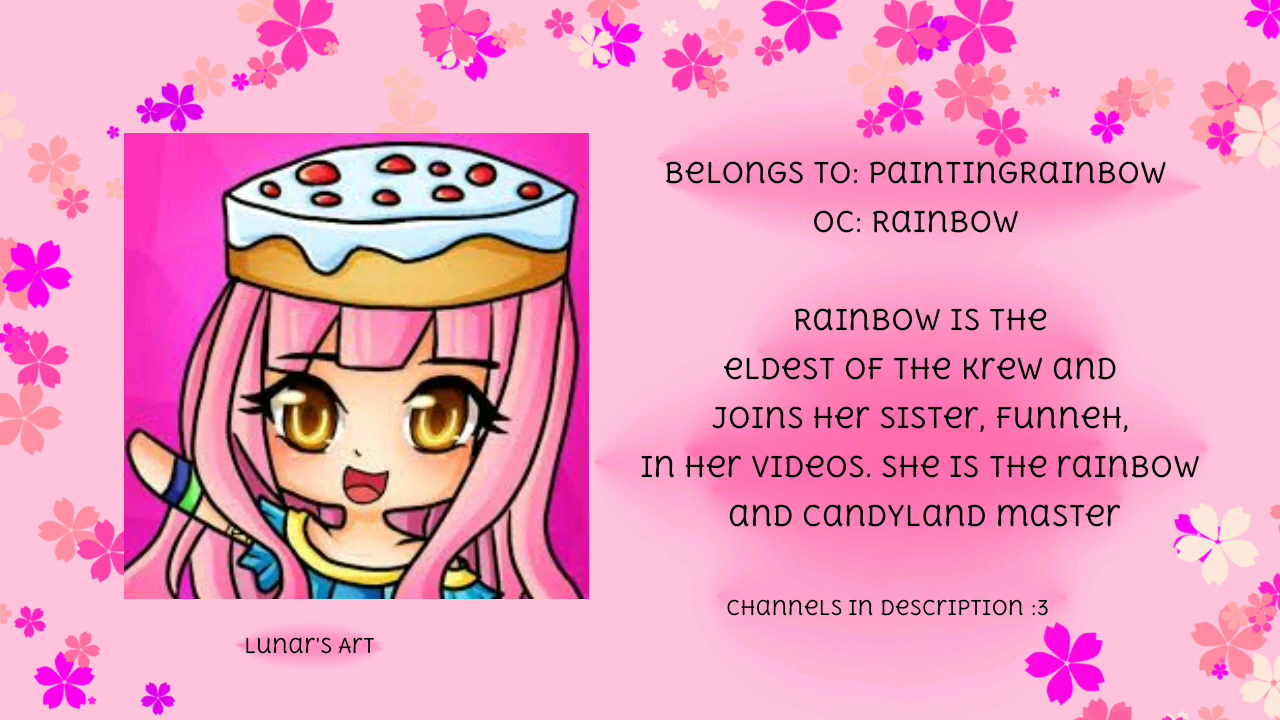 BELONGS TO: PAINTINGRAINBOW
OC: RAINBOW
RAINBOW IS THE
ELDEST OF THE KREW AND
JOINS HER SISTER, FUNNEH,
IN HER VIDEOS. SHE IS THE RAINBOW
AND CANDYLAND MASTER
CHANNELS IN DESCRIPTION :3
LUNAR'S ART